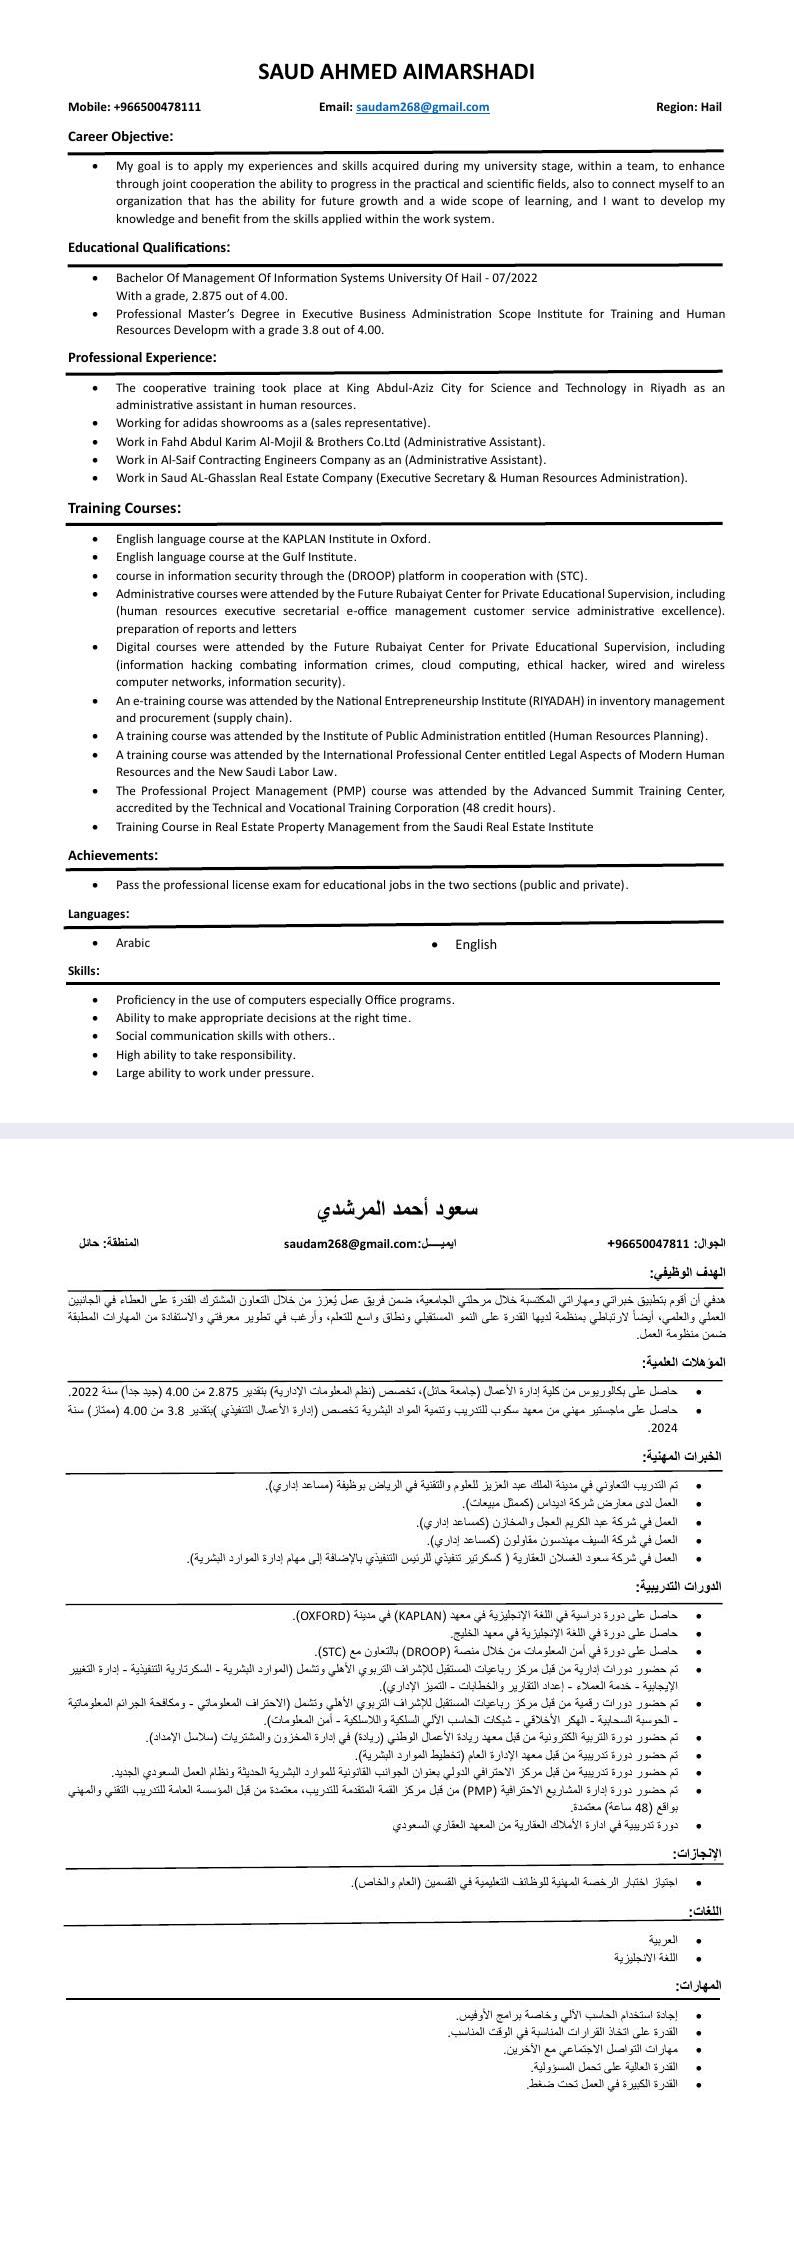 SAUD AHMED AIMARSHADI
Mobile: +966500478111 Email: saudam268@gmail.com Region: Hail
Career Objective:
• My goal is to apply my experiences and skills acquired during my university stage, within a team, to enhance
through joint cooperation the ability to progress in the practical and scientific fields, also to connect myself to an
organization that has the ability for future growth and a wide scope of learning, and I want to develop my
knowledge and benefit from the skills applied within the work system.
Educational Qualifications:
• Bachelor Of Management Of Information Systems University Of Hail - 07/2022
With a grade, 2.875 out of 4.00.
• Professional Master's Degree in Executive Business Administration Scope Institute for Training and Human
Resources Developm with a grade 3.8 out of 4.00.
Professional Experience:
• The cooperative training took place at King Abdul-Aziz City for Science and Technology in Riyadh as an
administrative assistant in human resources.
• Working for adidas showrooms as a (sales representative).
• Work in Fahd Abdul Karim Al-Mojil & Brothers Co.Ltd (Administrative Assistant).
• Work in Al-Saif Contracting Engineers Company as an (Administrative Assistant).
• Work in Saud AL-Ghasslan Real Estate Company (Executive Secretary & Human Resources Administration).
Training Courses:
• English language course at the KAPLAN Institute in Oxford.
• English language course at the Gulf Institute.
• course in information security through the (DROOP) platform in cooperation with (STC).
• Administrative courses were attended by the Future Rubaiyat Center for Private Educational Supervision, including
(human resources executive secretarial e-office management customer service administrative excellence).
preparation of reports and letters
• Digital courses were attended by the Future Rubaiyat Center for Private Educational Supervision, including
(information hacking combating information crimes, cloud computing, ethical hacker, wired and wireless
computer networks, information security).
• An e-training course was attended by the National Entrepreneurship Institute (RIYADAH) in inventory management
and procurement (supply chain).
• A training course was attended by the Institute of Public Administration entitled (Human Resources Planning).
• A training course was attended by the International Professional Center entitled Legal Aspects of Modern Human
Resources and the New Saudi Labor Law.
• The Professional Project Management (PMP) course was attended by the Advanced Summit Training Center,
accredited by the Technical and Vocational Training Corporation (48 credit hours).
• Training Course in Real Estate Property Management from the Saudi Real Estate Institute
Achievements:
• Pass the professional license exam for educational jobs in the two sections (public and private).
Languages:
• Arabic • English
Skills:
• Proficiency in the use of computers especially Office programs.
• Ability to make appropriate decisions at the right time.
• Social communication skills with others..
• High ability to take responsibility.
• Large ability to work under pressure.
سعود أحمد المرشدي
الجوال: 96650047811+ ايميـــل:saudam268@gmail.com المنطقة: حائل
الهدف الوظيفي:
هدفي أن أقوم بتطبيق خبراتي ومهاراتي المكتسبة خلال مرحلتي الجامعية، ضمن فريق عمل يُعزز من خلال التعاون المشترك القدرة على العطاء في الجانبين
العملي والعلمي، أيضاً لارتباطي بمنظمة لديها القدرة على النمو المستقبلي ونطاق واسع للتعلم، وأرغب في تطوير معرفتي والاستفادة من المهارات المطبقة
ضمن منظومة العمل.
المؤهلات العلمية:
• حاصل على بكالوريوس من كلية إدارة الأعمال (جامعة حائل)، تخصص (نظم المعلومات الإدارية) بتقدير 2.875 من 4.00 (جيد جداً) سنة 2022.
• حاصل على ماجستير مهني من معهد سكوب للتدريب وتنمية المواد البشرية تخصص (إدارة الأعمال التنفيذي )بتقدير 3.8 من 4.00 (ممتاز) سنة
2024.
الخبرات المهنية:
• تم التدريب التعاوني في مدينة الملك عبد العزيز للعلوم والتقنية في الرياض بوظيفة (مساعد إداري).
• العمل لدى معارض شركة اديداس (كممثل مبيعات).
• العمل في شركة عبد الكريم العجل والمخازن (كمساعد إداري).
• العمل في شركة السيف مهندسون مقاولون (كمساعد إداري).
• العمل في شركة سعود الغسلان العقارية ( كسكرتير تنفيذي للرئيس التنفيذي بالإضافة إلى مهام إدارة الموارد البشرية).
الدورات التدريبية:
• حاصل على دورة دراسية في اللغة الإنجليزية في معهد (KAPLAN) في مدينة (OXFORD).
• حاصل على دورة في اللغة الإنجليزية في معهد الخليج.
• حاصل على دورة في أمن المعلومات من خلال منصة (DROOP) بالتعاون مع (STC).
• تم حضور دورات إدارية من قبل مركز رباعيات المستقبل للإشراف التربوي الأهلي وتشمل (الموارد البشرية - السكرتارية التنفيذية - إدارة التغيير
الإيجابية - خدمة العملاء - إعداد التقارير والخطابات - التميز الإداري).
• تم حضور دورات رقمية من قبل مركز رباعيات المستقبل للإشراف التربوي الأهلي وتشمل (الاحتراف المعلوماتي - ومكافحة الجرائم المعلوماتية
- الحوسبة السحابية - الهكر الأخلاقي - شبكات الحاسب الآلي السلكية واللاسلكية - أمن المعلومات).
• تم حضور دورة التربية الكترونية من قبل معهد ريادة الأعمال الوطني (ريادة) في إدارة المخزون والمشتريات (سلاسل الإمداد).
• تم حضور دورة تدريبية من قبل معهد الإدارة العام (تخطيط الموارد البشرية).
• تم حضور دورة تدريبية من قبل مركز الاحترافي الدولي بعنوان الجوانب القانونية للموارد البشرية الحديثة ونظام العمل السعودي الجديد.
• تم حضور دورة إدارة المشاريع الاحترافية (PMP) من قبل مركز القمة المتقدمة للتدريب، معتمدة من قبل المؤسسة العامة للتدريب التقني والمهني
بواقع (48 ساعة) معتمدة.
• دورة تدريبية في ادارة الأملاك العقارية من المعهد العقاري السعودي
الإنجازات:
• اجتياز اختبار الرخصة المهنية للوظائف التعليمية في القسمين (العام والخاص).
اللغات:
• العربية
• اللغة الانجليزية
المهارات:
• إجادة استخدام الحاسب الآلي وخاصة برامج الأوفيس.
• القدرة على اتخاذ القرارات المناسبة في الوقت المناسب.
• مهارات التواصل الاجتماعي مع الأخرين.
• القدرة العالية على تحمل المسؤولية.
• القدرة الكبيرة في العمل تحت ضغط.